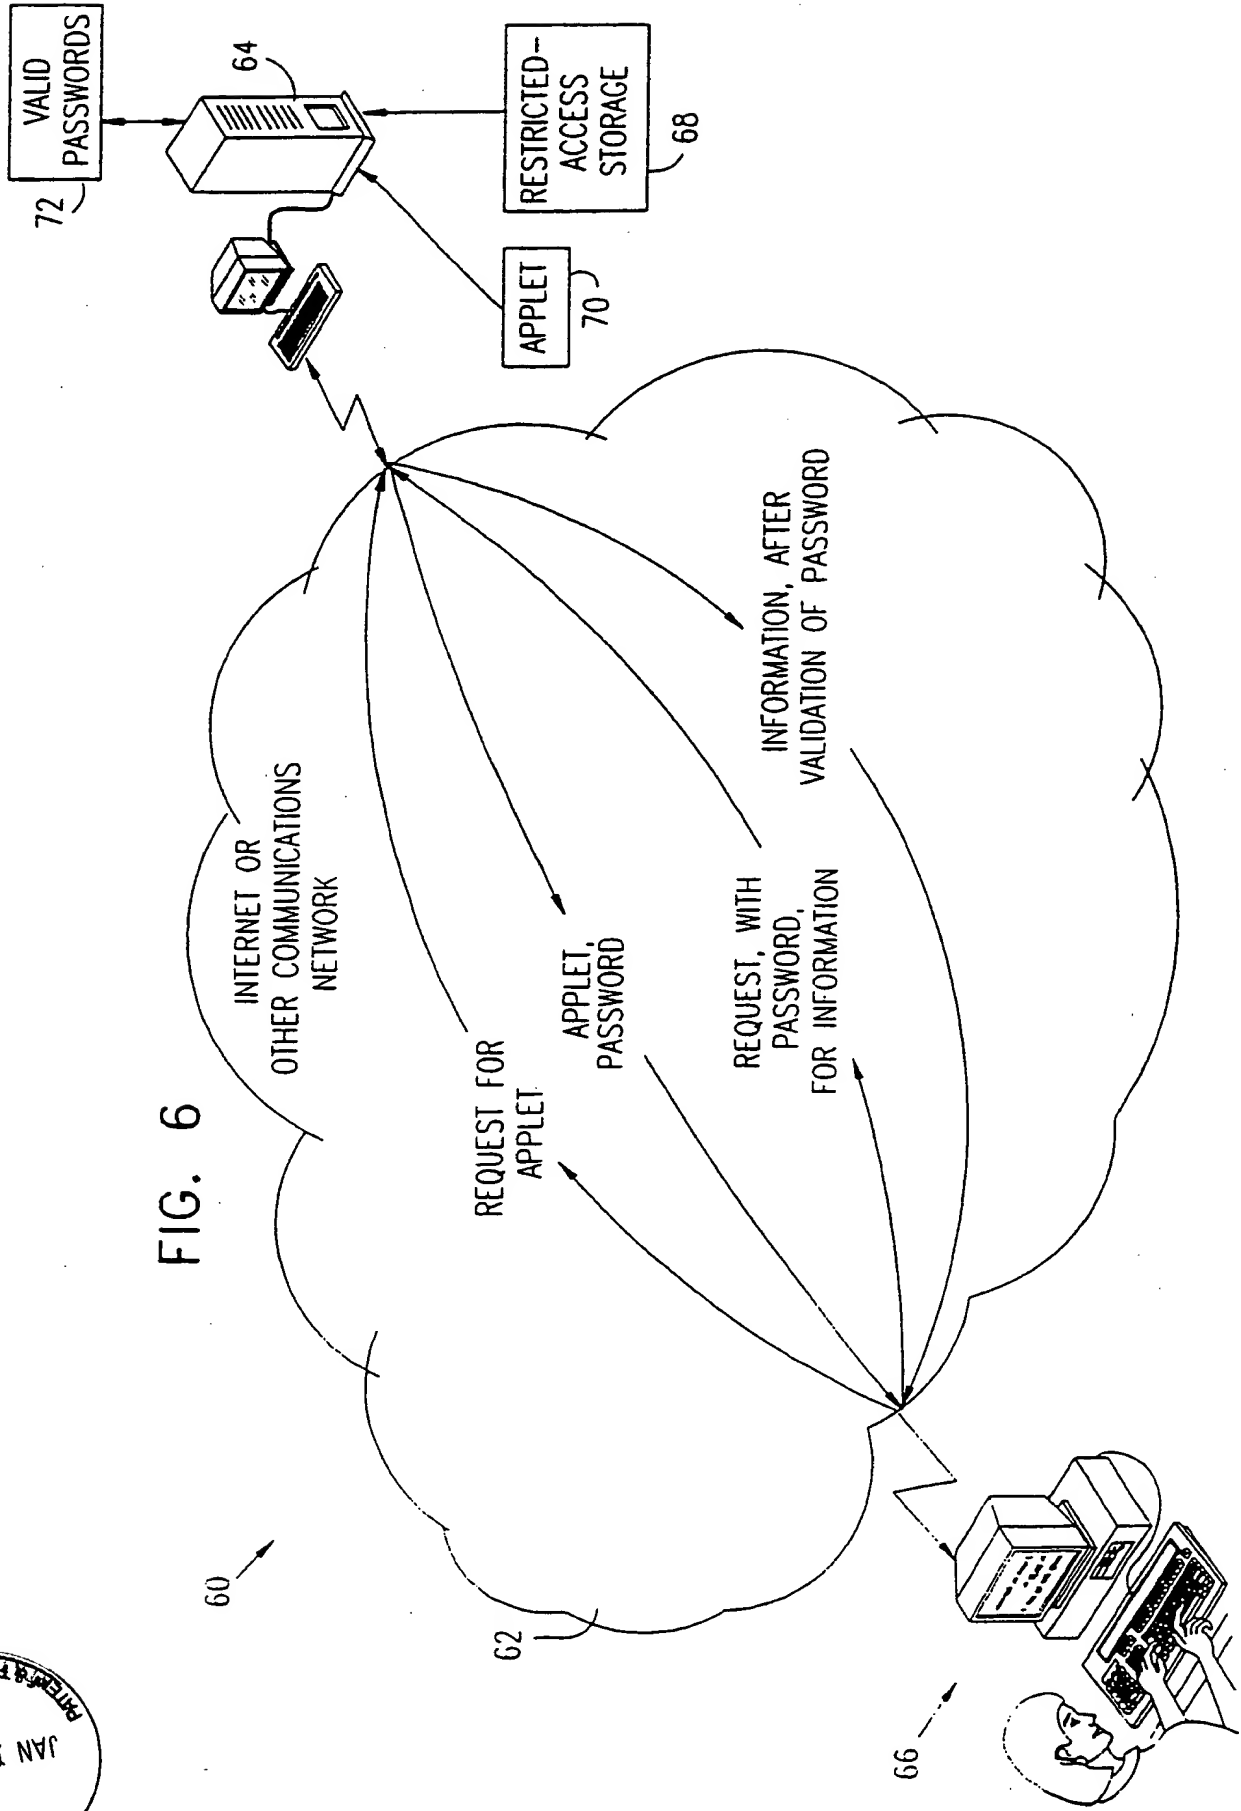 FIG. 6
60
62
INTERNET OR
OTHER COMMUNICATIONS
NETWORK
REQUEST FOR
APPLET
APPLET,
PASSWORD
REQUEST, WITH
PASSWORD,
FOR INFORMATION
INFORMATION, AFTER
VALIDATION OF PASSWORD
66
VALID
PASSWORDS
72
64
APPLET
70
RESTRICTED-
ACCESS
STORAGE
68
JAN